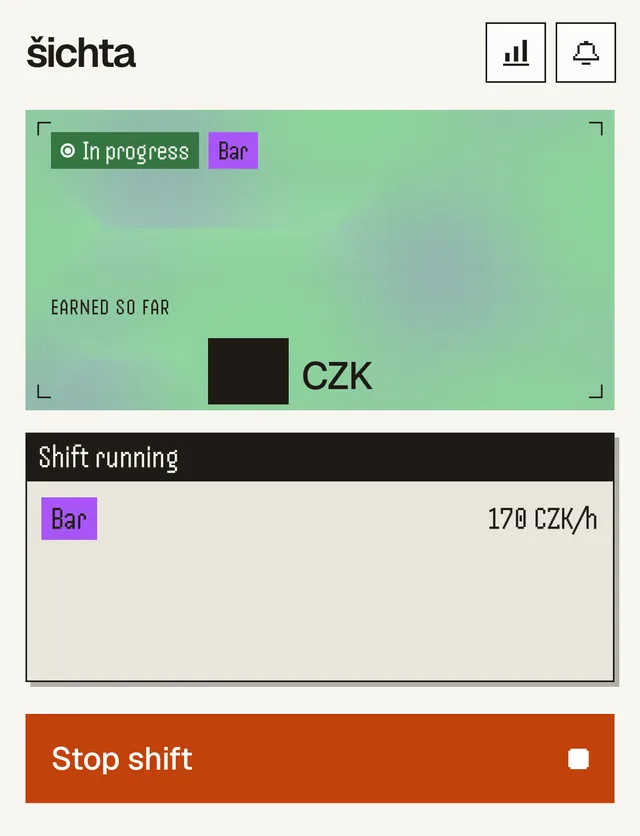 šichta
In progress Bar
EARNED SO FAR
CZK
Shift running
Bar 170 CZK/h
Stop shift